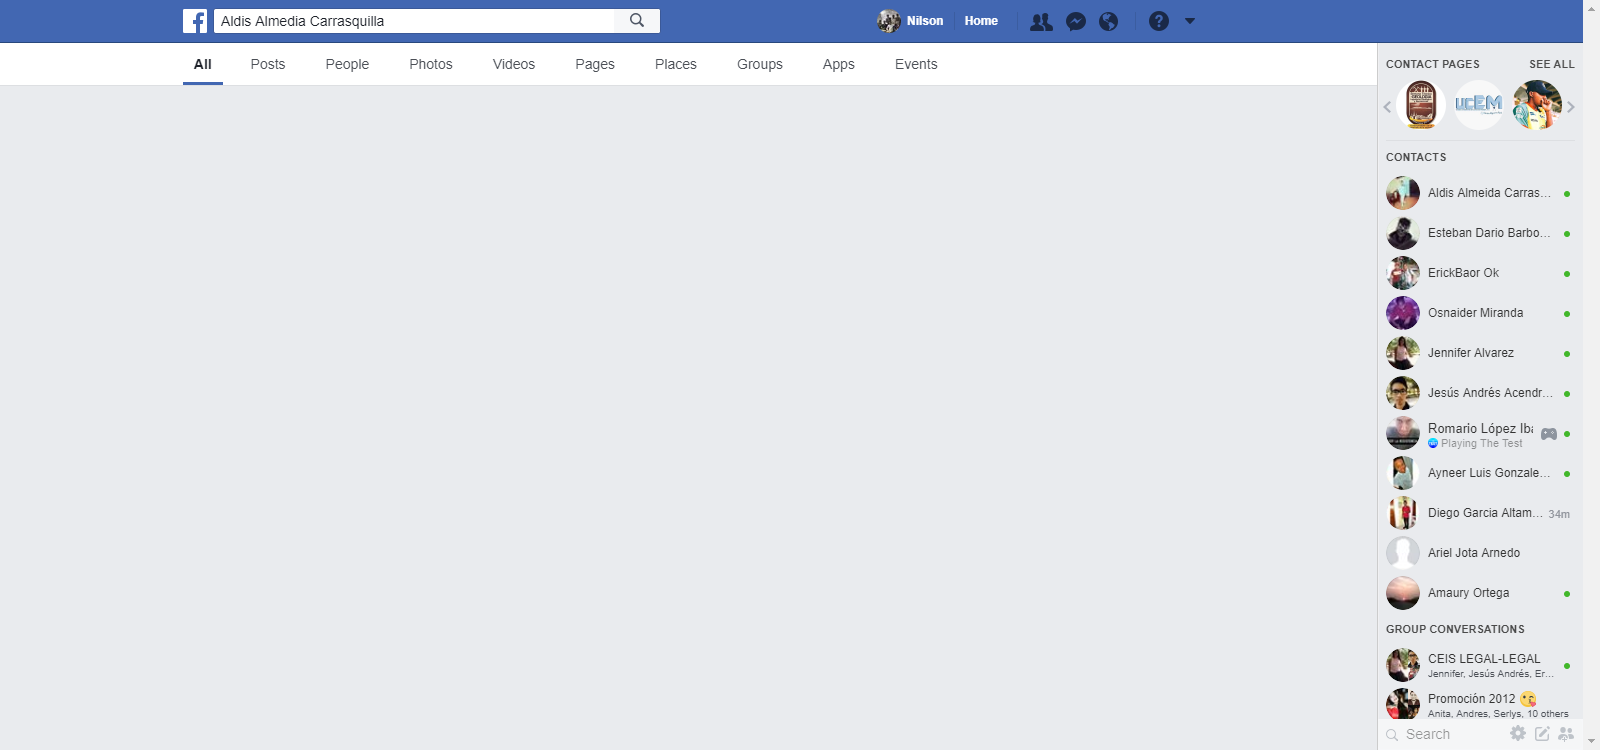 Aldis Almedia Carrasquilla
Nilson Home
All Posts People Photos Videos Pages Places Groups Apps Events
CONTACT PAGES SEE ALL
UCEM
CONTACTS
Aldis Almeida Carras...
Esteban Dario Barbo...
ErickBaor Ok
Osnaider Miranda
Jennifer Alvarez
Jesús Andrés Acendr...
Romario López Iba
Playing The Test
Ayneer Luis Gonzale...
Diego Garcia Altam... 34m
Ariel Jota Arnedo
Amaury Ortega
GROUP CONVERSATIONS
CEIS LEGAL-LEGAL
Jennifer, Jesús Andrés, Er...
Promoción 2012 😘
Anita, Andres, Serlys, 10 others
Search